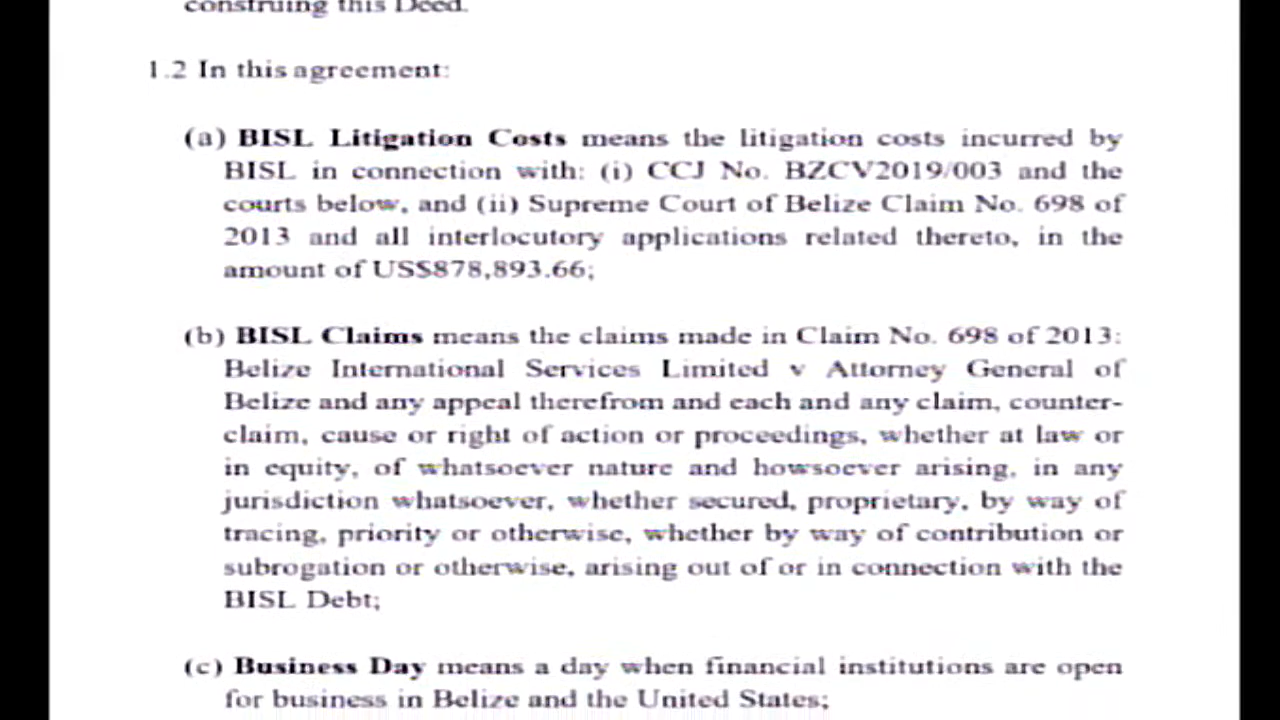 construing this Deed.
1.2 In this agreement:
(a) BISL Litigation Costs means the litigation costs incurred by
BISL in connection with: (i) CCJ No. BZCV2019/003 and the
courts below, and (ii) Supreme Court of Belize Claim No. 698 of
2013 and all interlocutory applications related thereto, in the
amount of US$878,893.66;
(b) BISL Claims means the claims made in Claim No. 698 of 2013:
Belize International Services Limited v Attorney General of
Belize and any appeal therefrom and each and any claim, counter-
claim, cause or right of action or proceedings, whether at law or
in equity, of whatsoever nature and howsoever arising, in any
jurisdiction whatsoever, whether secured, proprietary, by way of
tracing, priority or otherwise, whether by way of contribution or
subrogation or otherwise, arising out of or in connection with the
BISL Debt;
(c) Business Day means a day when financial institutions are open
for business in Belize and the United States;